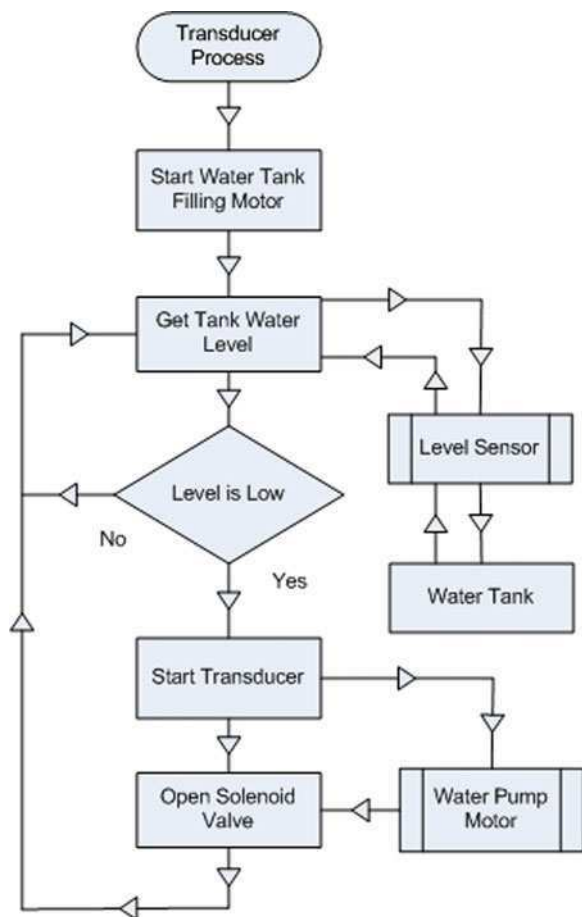 Transducer
Process
Start Water Tank
Filling Motor
Get Tank Water
Level
Level Sensor
Level is Low
No
Yes
Water Tank
Start Transducer
Open Solenoid
Valve
Water Pump
Motor